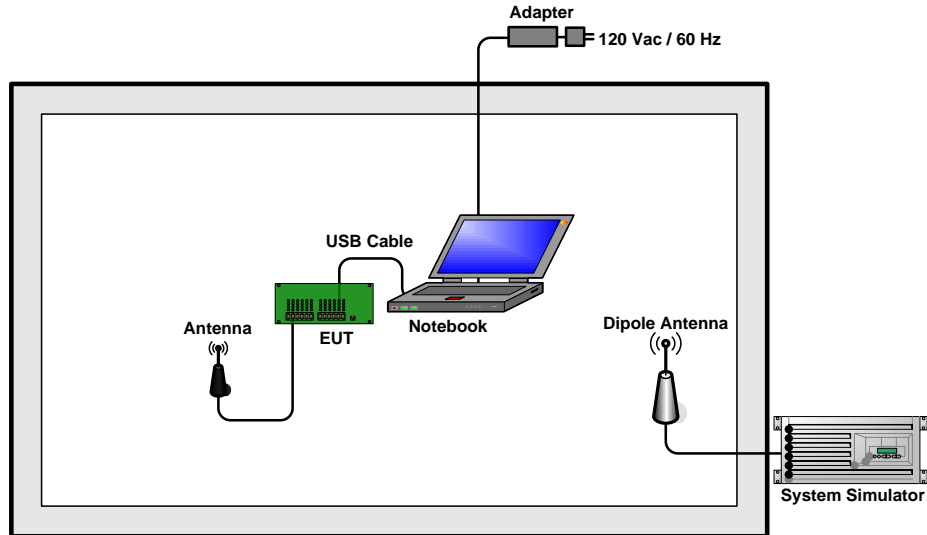 Adapter
120 Vac / 60 Hz
USB Cable
Notebook
Antenna
EUT
Dipole Antenna
System Simulator